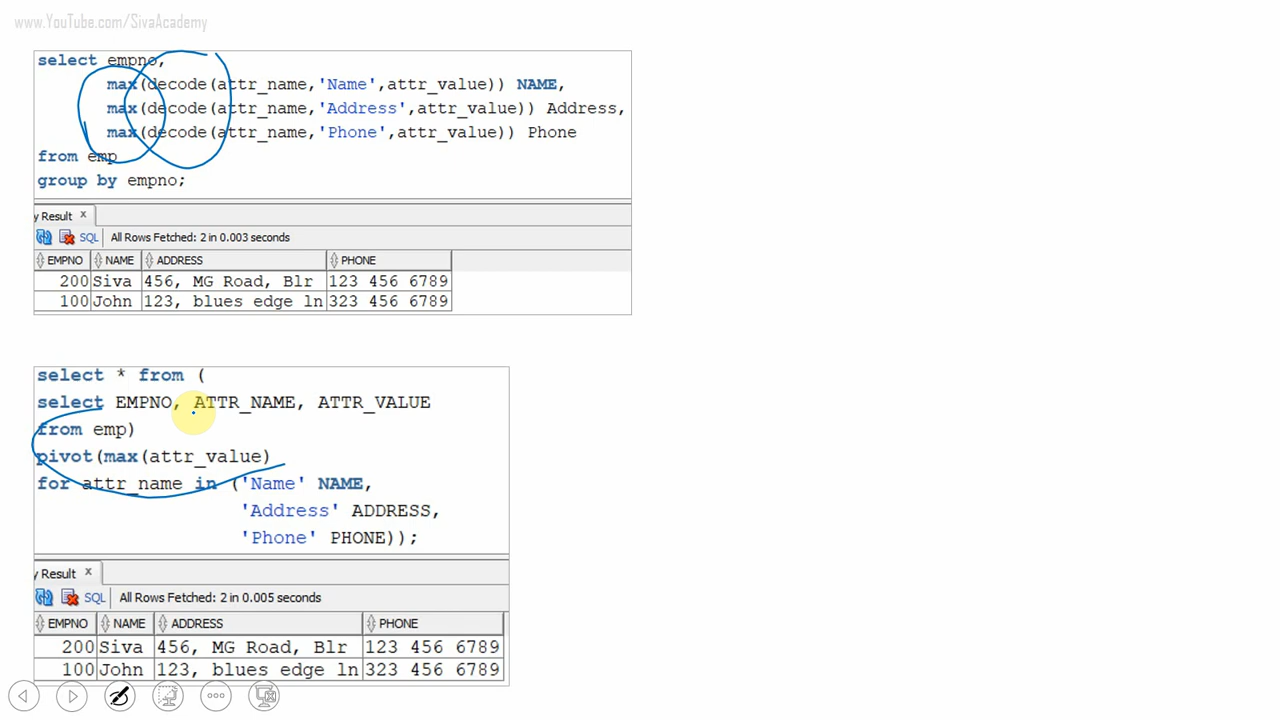 www.YouTube.com/SivaAcademy
select empno,
max(decode(attr_name,'Name',attr_value)) NAME,
max(decode(attr_name,'Address',attr_value)) Address,
max(decode(attr_name,'Phone',attr_value)) Phone
from emp
group by empno;
y Result x
SQL All Rows Fetched: 2 in 0.003 seconds
EMPNO NAME ADDRESS PHONE
200 Siva 456, MG Road, Blr 123 456 6789
100 John 123, blues edge ln 323 456 6789
select * from (
select EMPNO, ATTR_NAME, ATTR_VALUE
from emp)
pivot(max(attr_value)
for attr_name in ('Name' NAME,
'Address' ADDRESS,
'Phone' PHONE));
y Result x
SQL All Rows Fetched: 2 in 0.005 seconds
EMPNO NAME ADDRESS PHONE
200 Siva 456, MG Road, Blr 123 456 6789
100 John 123, blues edge ln 323 456 6789